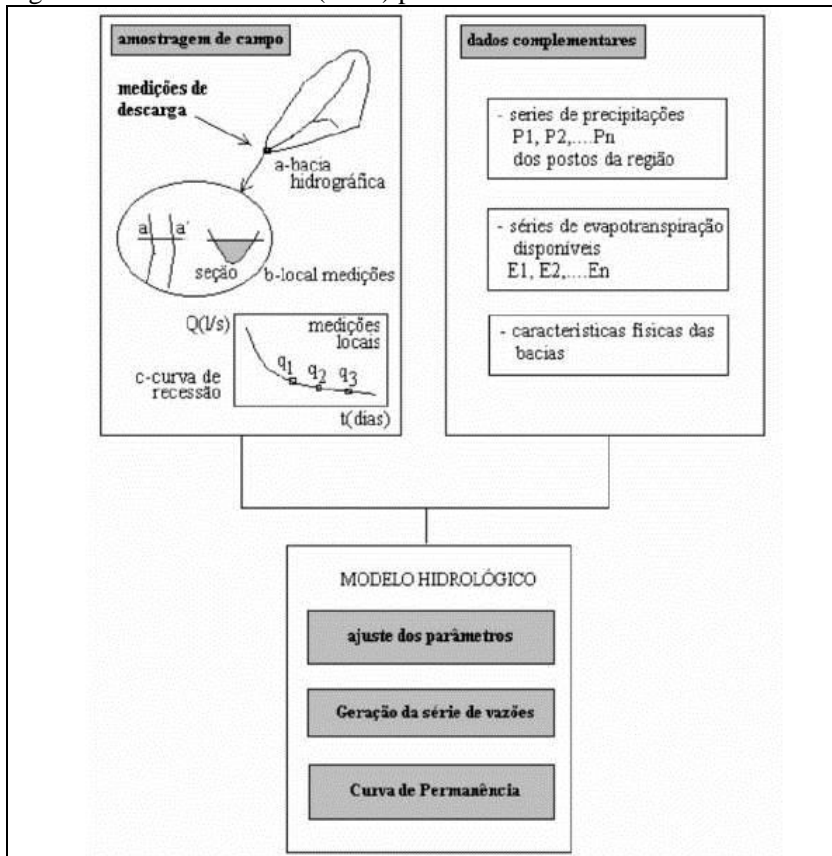 amostragem de campo
medições de
descarga
a-bacia
hidrográfica
a
a´
seção
b-local medições
Q(l/s)
medições
locais
q1
q2
q3
c-curva de
recessão
t(dias)
dados complementares
- series de precipitações
P1, P2,....Pn
dos postos da
região
- séries de evapotranspiração
disponíveis
E1, E2,....En
- caracteristicas físicas das
bacias
MODELO HIDROLÓGICO
ajuste dos parâmetros
Geração da série de vazões
Curva de Permanência